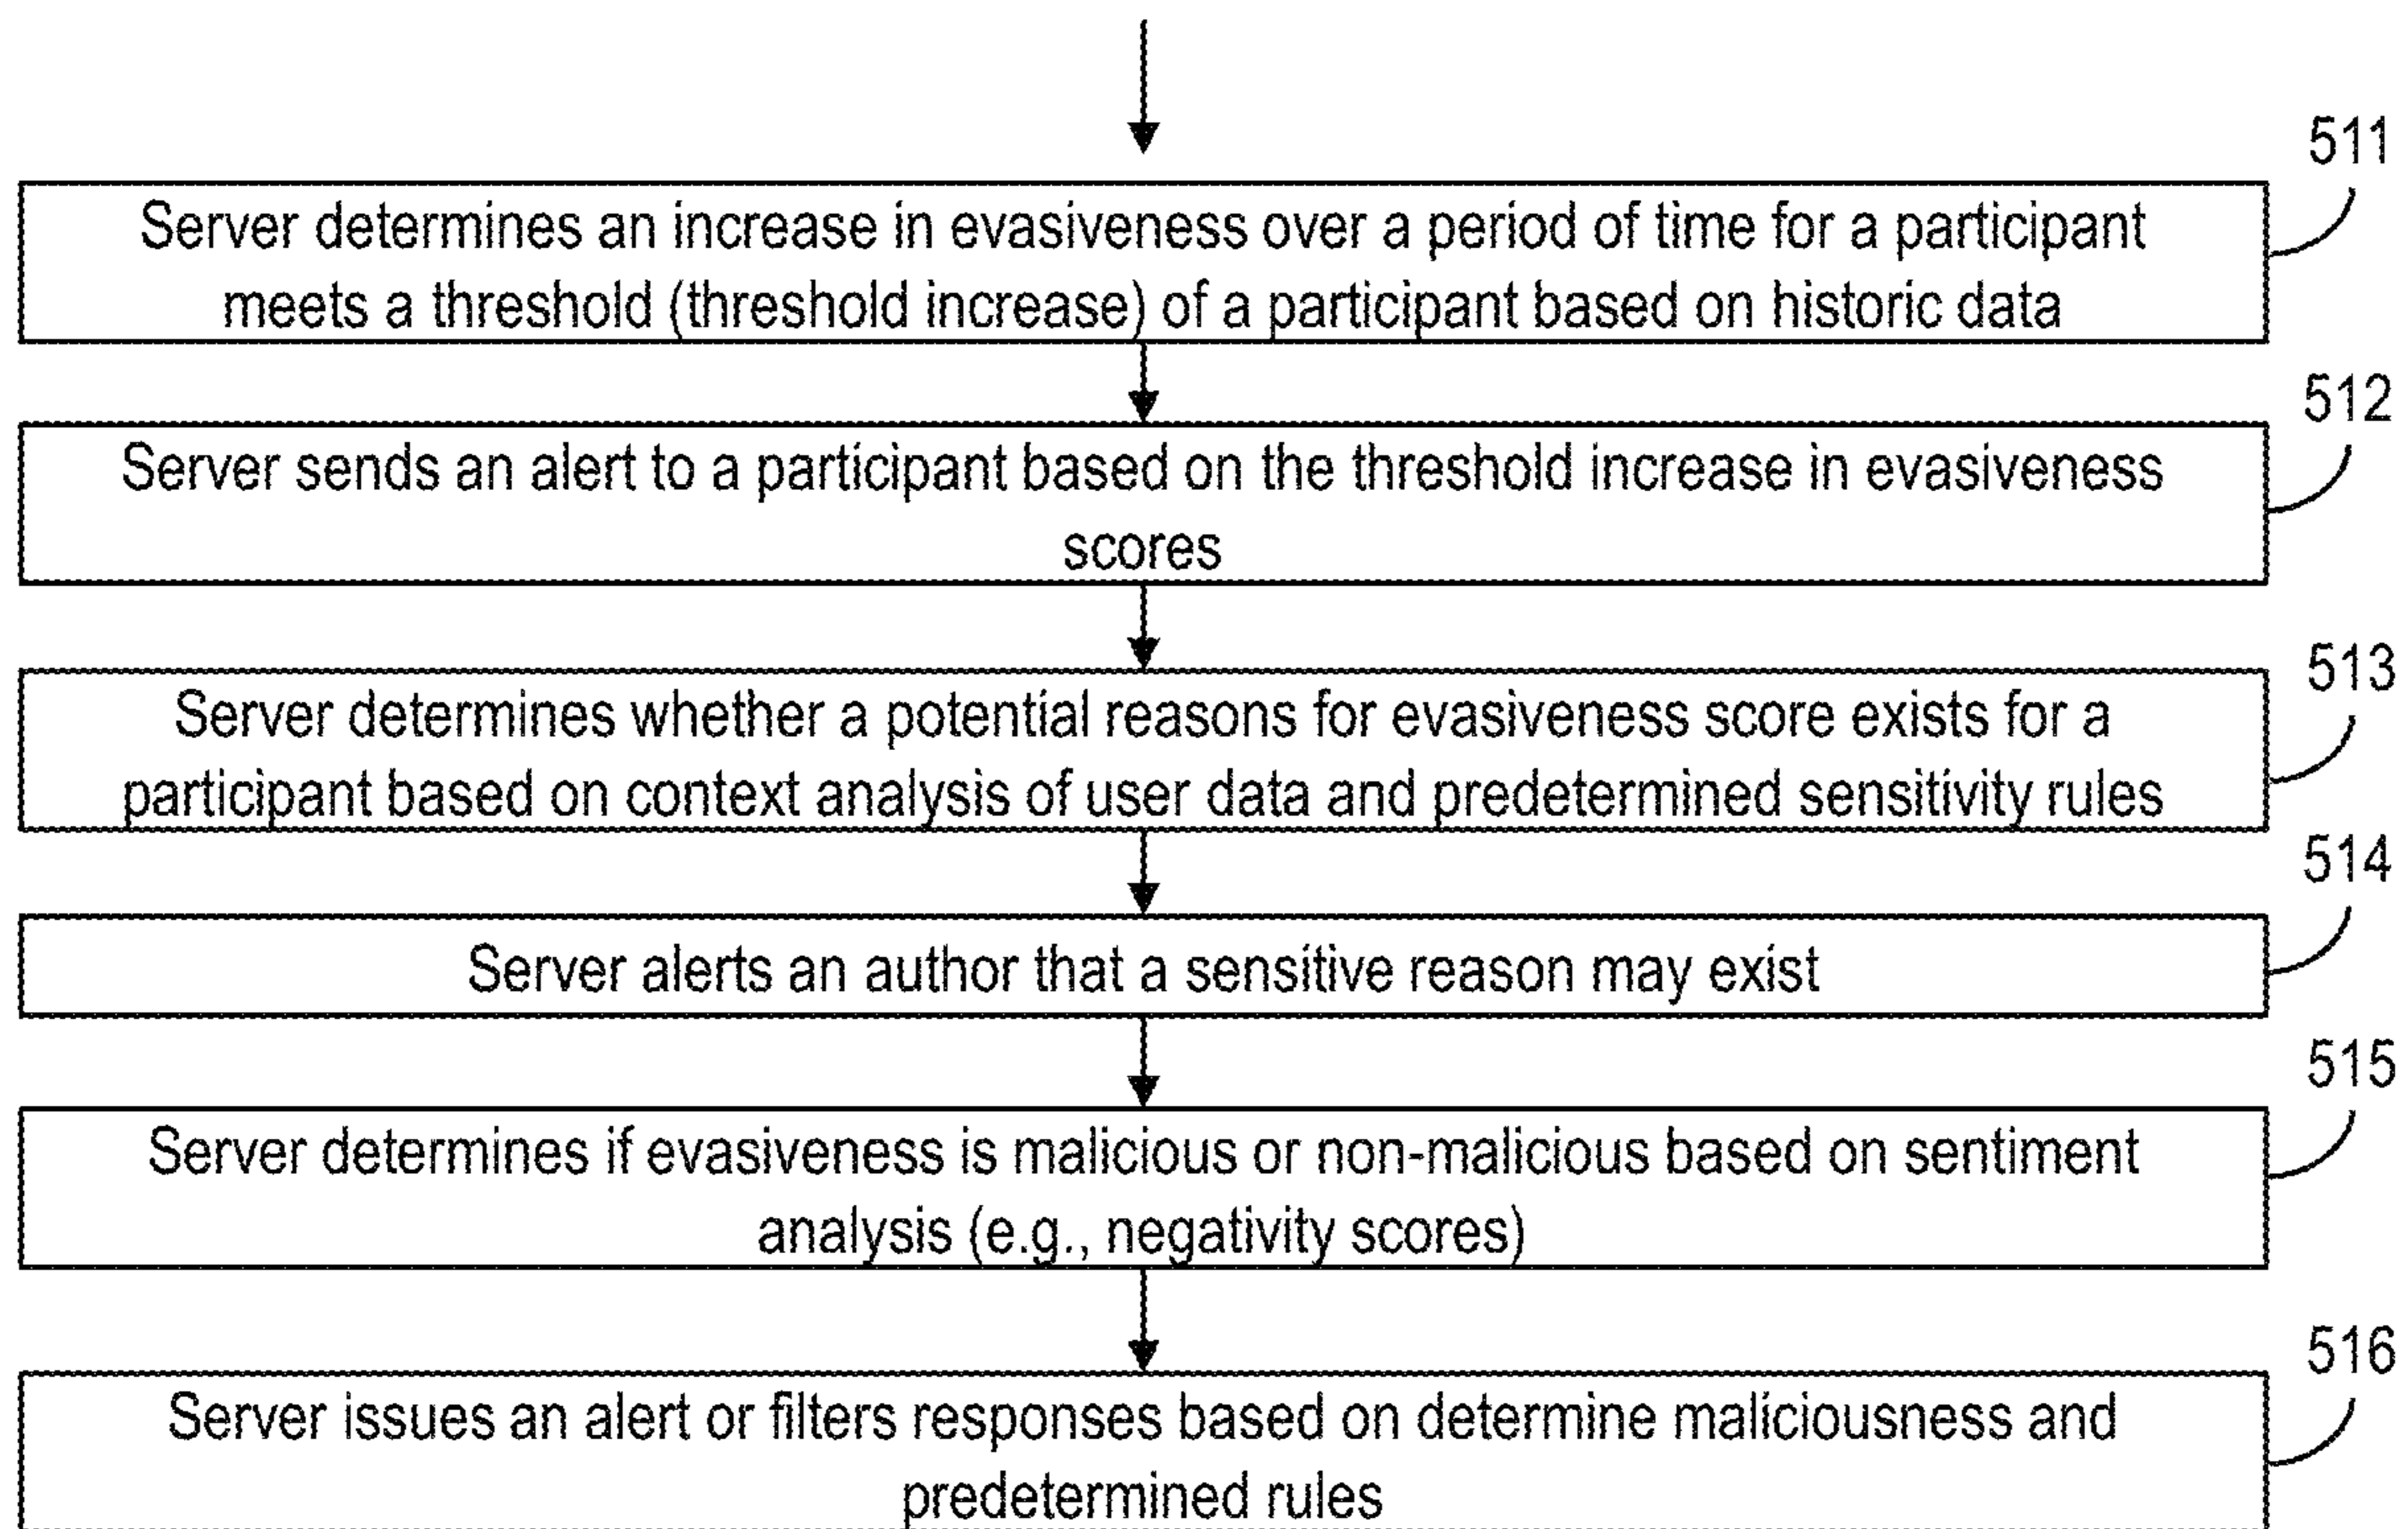 511
Server determines an increase in evasiveness over a period of time for a participant
meets a threshold (threshold increase) of a participant based on historic data
512
Server sends an alert to a participant based on the threshold increase in evasiveness
scores
513
Server determines whether a potential reasons for evasiveness score exists for a
participant based on context analysis of user data and predetermined sensitivity rules
514
Server alerts an author that a sensitive reason may exist
515
Server determines if evasiveness is malicious or non-malicious based on sentiment
analysis (e.g., negativity scores)
516
Server issues an alert or filters responses based on determine maliciousness and
predetermined rules